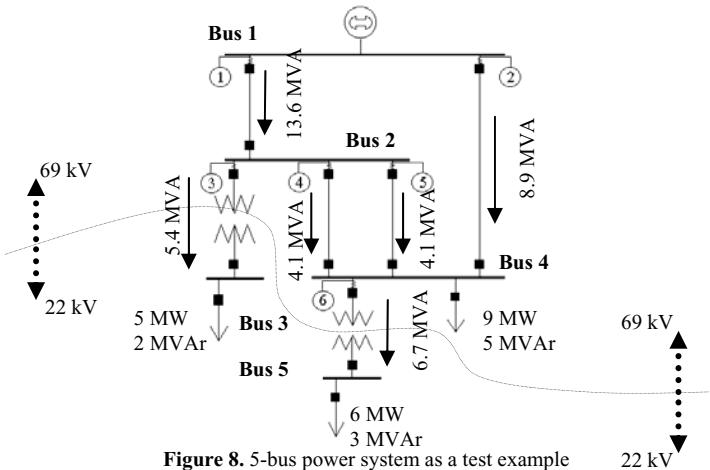 Bus 1
1
2
13.6 MVA
8.9 MVA
Bus 2
69 kV
3
4
5
5.4 MVA
4.1 MVA
4.1 MVA
Bus 4
22 kV
6
5 MW
2 MVAr
Bus 3
6.7 MVA
9 MW
5 MVAr
69 kV
Bus 5
6 MW
3 MVAr
Figure 8. 5-bus power system as a test example
22 kV